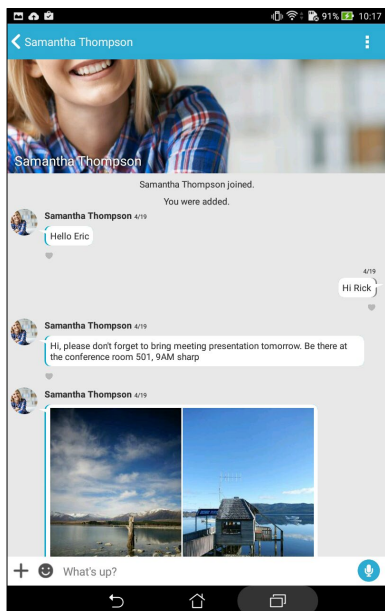 91% 10:17
Samantha Thompson
Samantha Thompson
Samantha Thompson joined.
You were added.
Samantha Thompson 4/19
Hello Eric
4/19
Hi Rick
Samantha Thompson 4/19
Hi, please don't forget to bring meeting presentation tomorrow. Be there at
the conference room 501, 9AM sharp
Samantha Thompson 4/19
What's up?